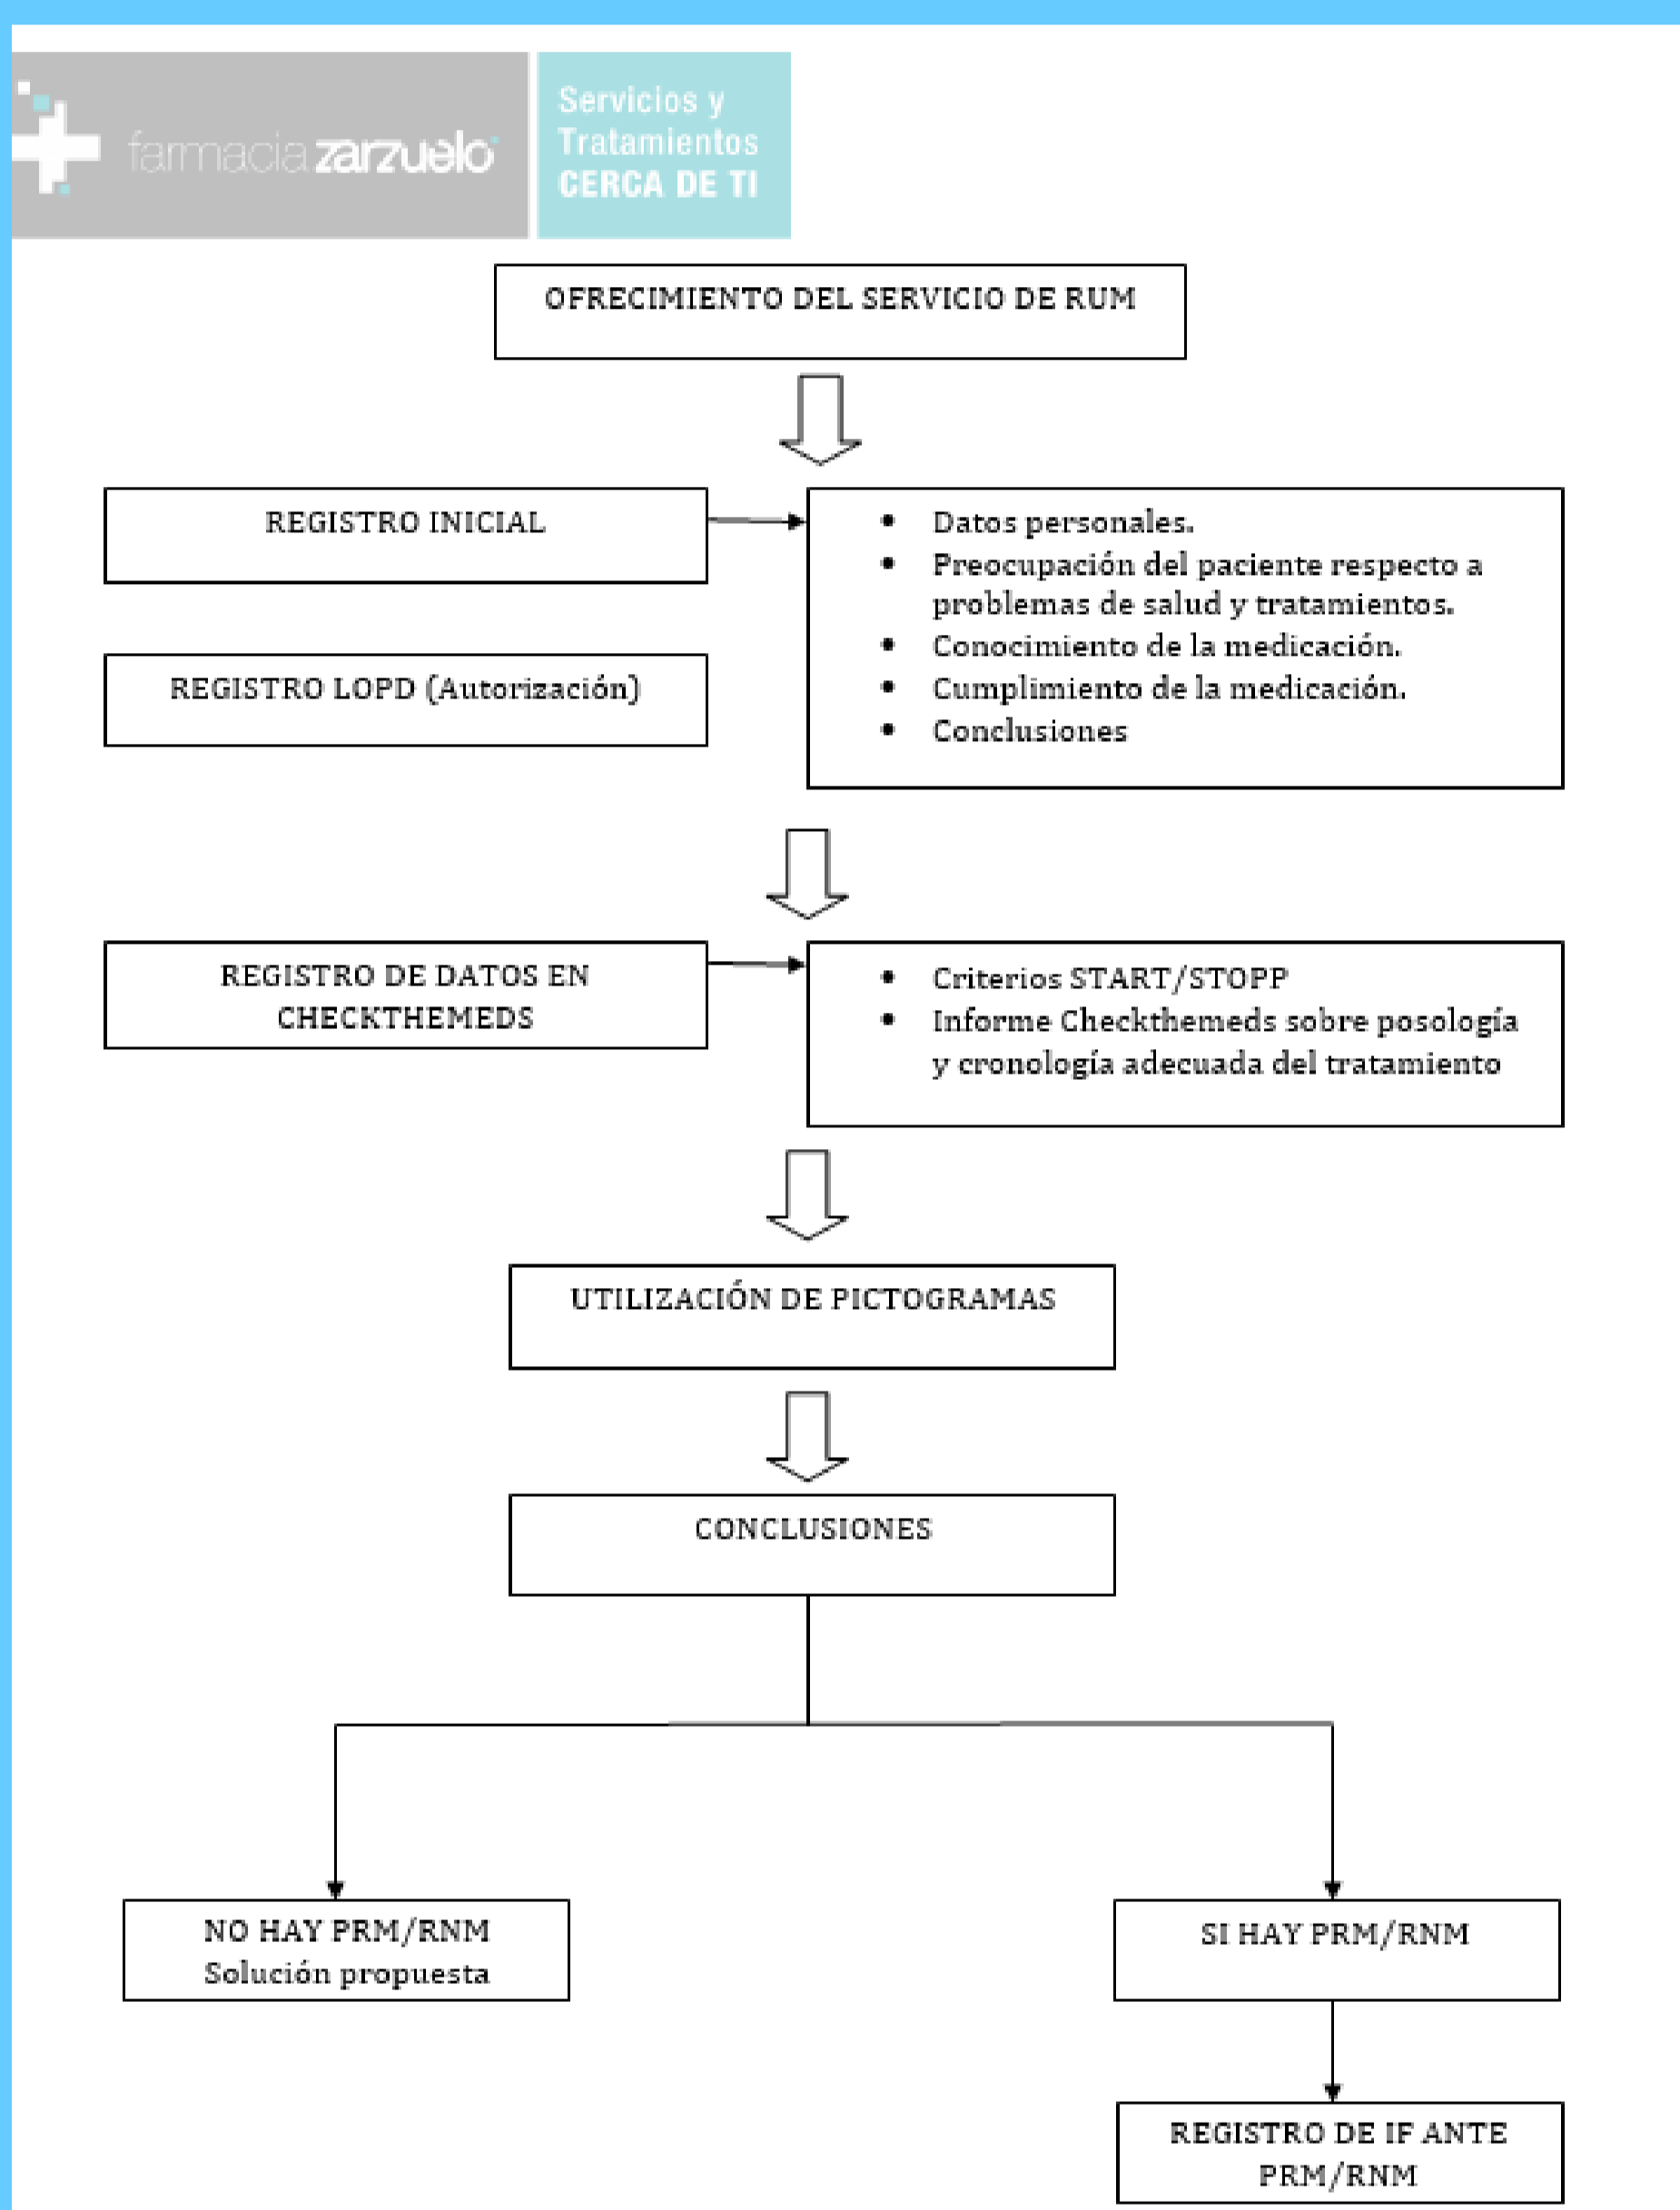 farmacia zarzuelo
Servicios y
Tratamientos
CERCA DE TI
OFRECIMIENTO DEL SERVICIO DE RUM
REGISTRO INICIAL
• Datos personales.
• Preocupación del paciente respecto a
problemas de salud y tratamientos.
• Conocimiento de la medicación.
• Cumplimiento de la medicación.
• Conclusiones
REGISTRO LOPD (Autorización)
REGISTRO DE DATOS EN
CHECKTHEMEDS
• Criterios START/STOPP
• Informe Checkthemeds sobre posología
y cronología adecuada del tratamiento
UTILIZACIÓN DE PICTOGRAMAS
CONCLUSIONES
NO HAY PRM/RNM
Solución propuesta
SI HAY PRM/RNM
REGISTRO DE IF ANTE
PRM/RNM